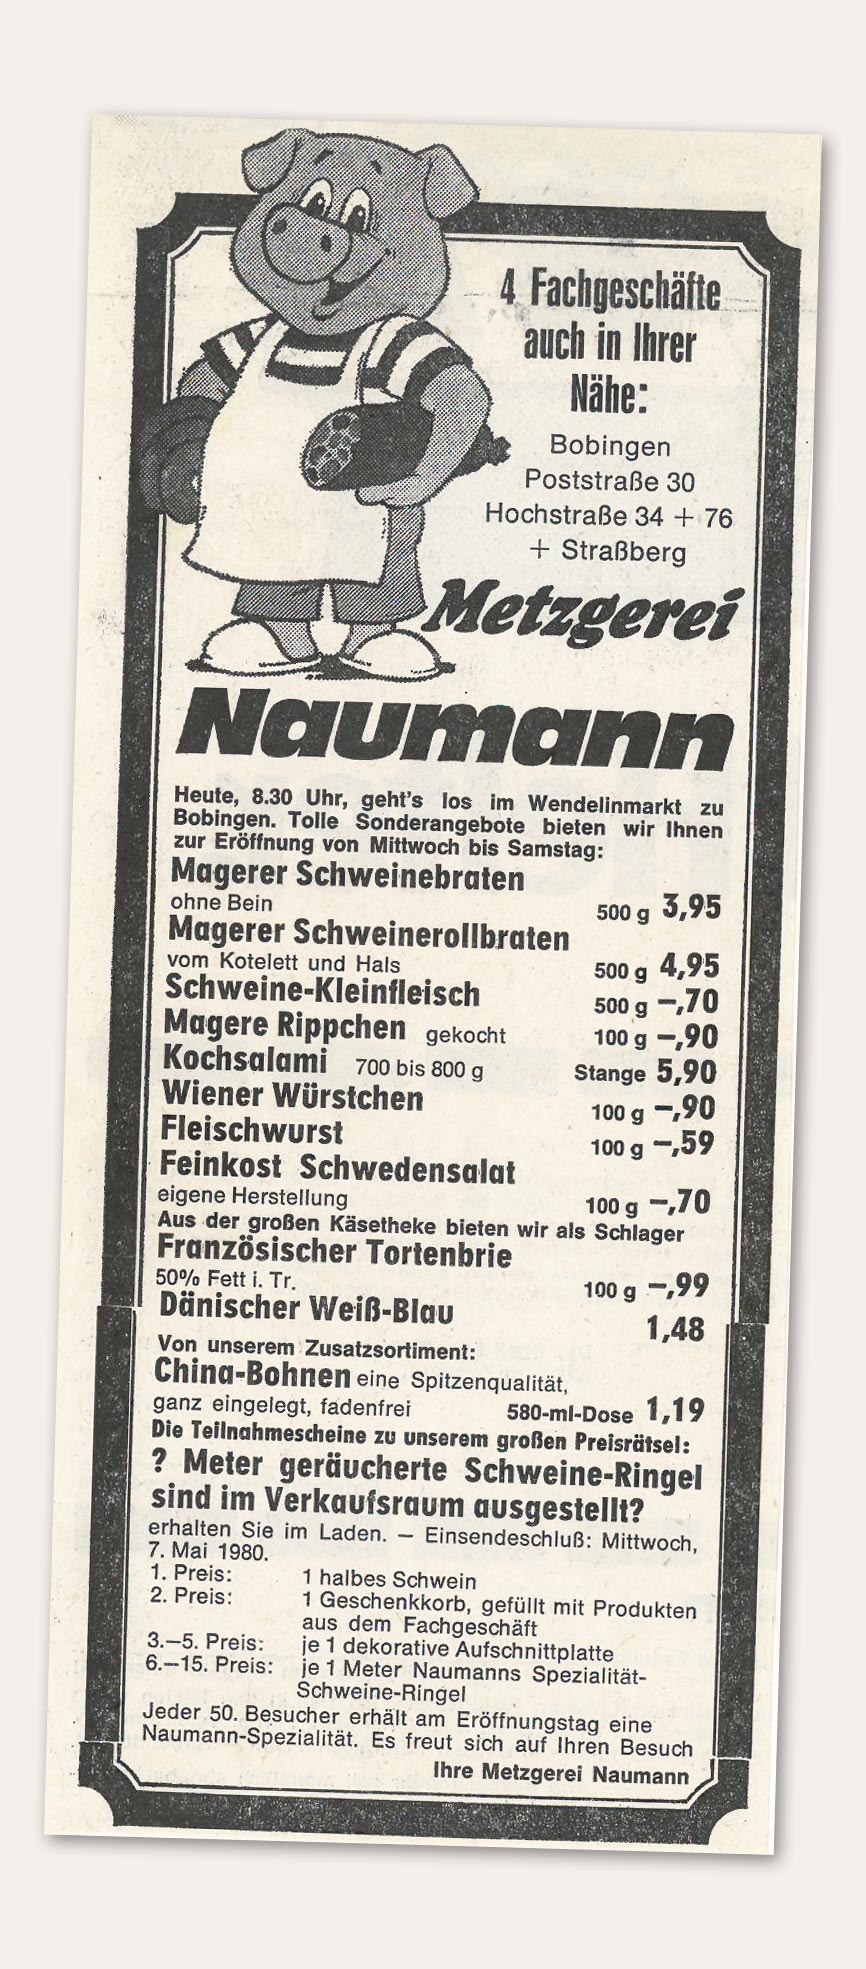 4 Fachgeschäfte
auch in Ihrer
Nähe:
Bobingen
Poststraße 30
Hochstraße 34 + 76
+ Straßberg
Metzgerei
Naumann
Heute, 8.30 Uhr, geht's los im Wendelinmarkt zu
Bobingen. Tolle Sonderangebote bieten wir Ihnen
zur Eröffnung von Mittwoch bis Samstag:
Magerer Schweinebraten
ohne Bein 500 g 3,95
Magerer Schweinerollbraten
vom Kotelett und Hals 500 g 4,95
Schweine-Kleinfleisch 500 g –,70
Magere Rippchen gekocht 100 g –,90
Kochsalami 700 bis 800 g Stange 5,90
Wiener Würstchen 100 g –,90
Fleischwurst 100 g –,59
Feinkost Schwedensalat
eigene Herstellung 100 g –,70
Aus der großen Käsetheke bieten wir als Schlager
Französischer Tortenbrie
50% Fett i. Tr. 100 g –,99
Dänischer Weiß-Blau 1,48
Von unserem Zusatzsortiment:
China-Bohnen eine Spitzenqualität,
ganz eingelegt, fadenfrei 580-ml-Dose 1,19
Die Teilnahmescheine zu unserem großen Preisrätsel:
? Meter geräucherte Schweine-Ringel
sind im Verkaufsraum ausgestellt?
erhalten Sie im Laden. — Einsendeschluß: Mittwoch,
7. Mai 1980.
1. Preis: 1 halbes Schwein
2. Preis: 1 Geschenkkorb, gefüllt mit Produkten
aus dem Fachgeschäft
3.–5. Preis: je 1 dekorative Aufschnittplatte
6.–15. Preis: je 1 Meter Naumanns Spezialität-
Schweine-Ringel
Jeder 50. Besucher erhält am Eröffnungstag eine
Naumann-Spezialität. Es freut sich auf Ihren Besuch
Ihre Metzgerei Naumann